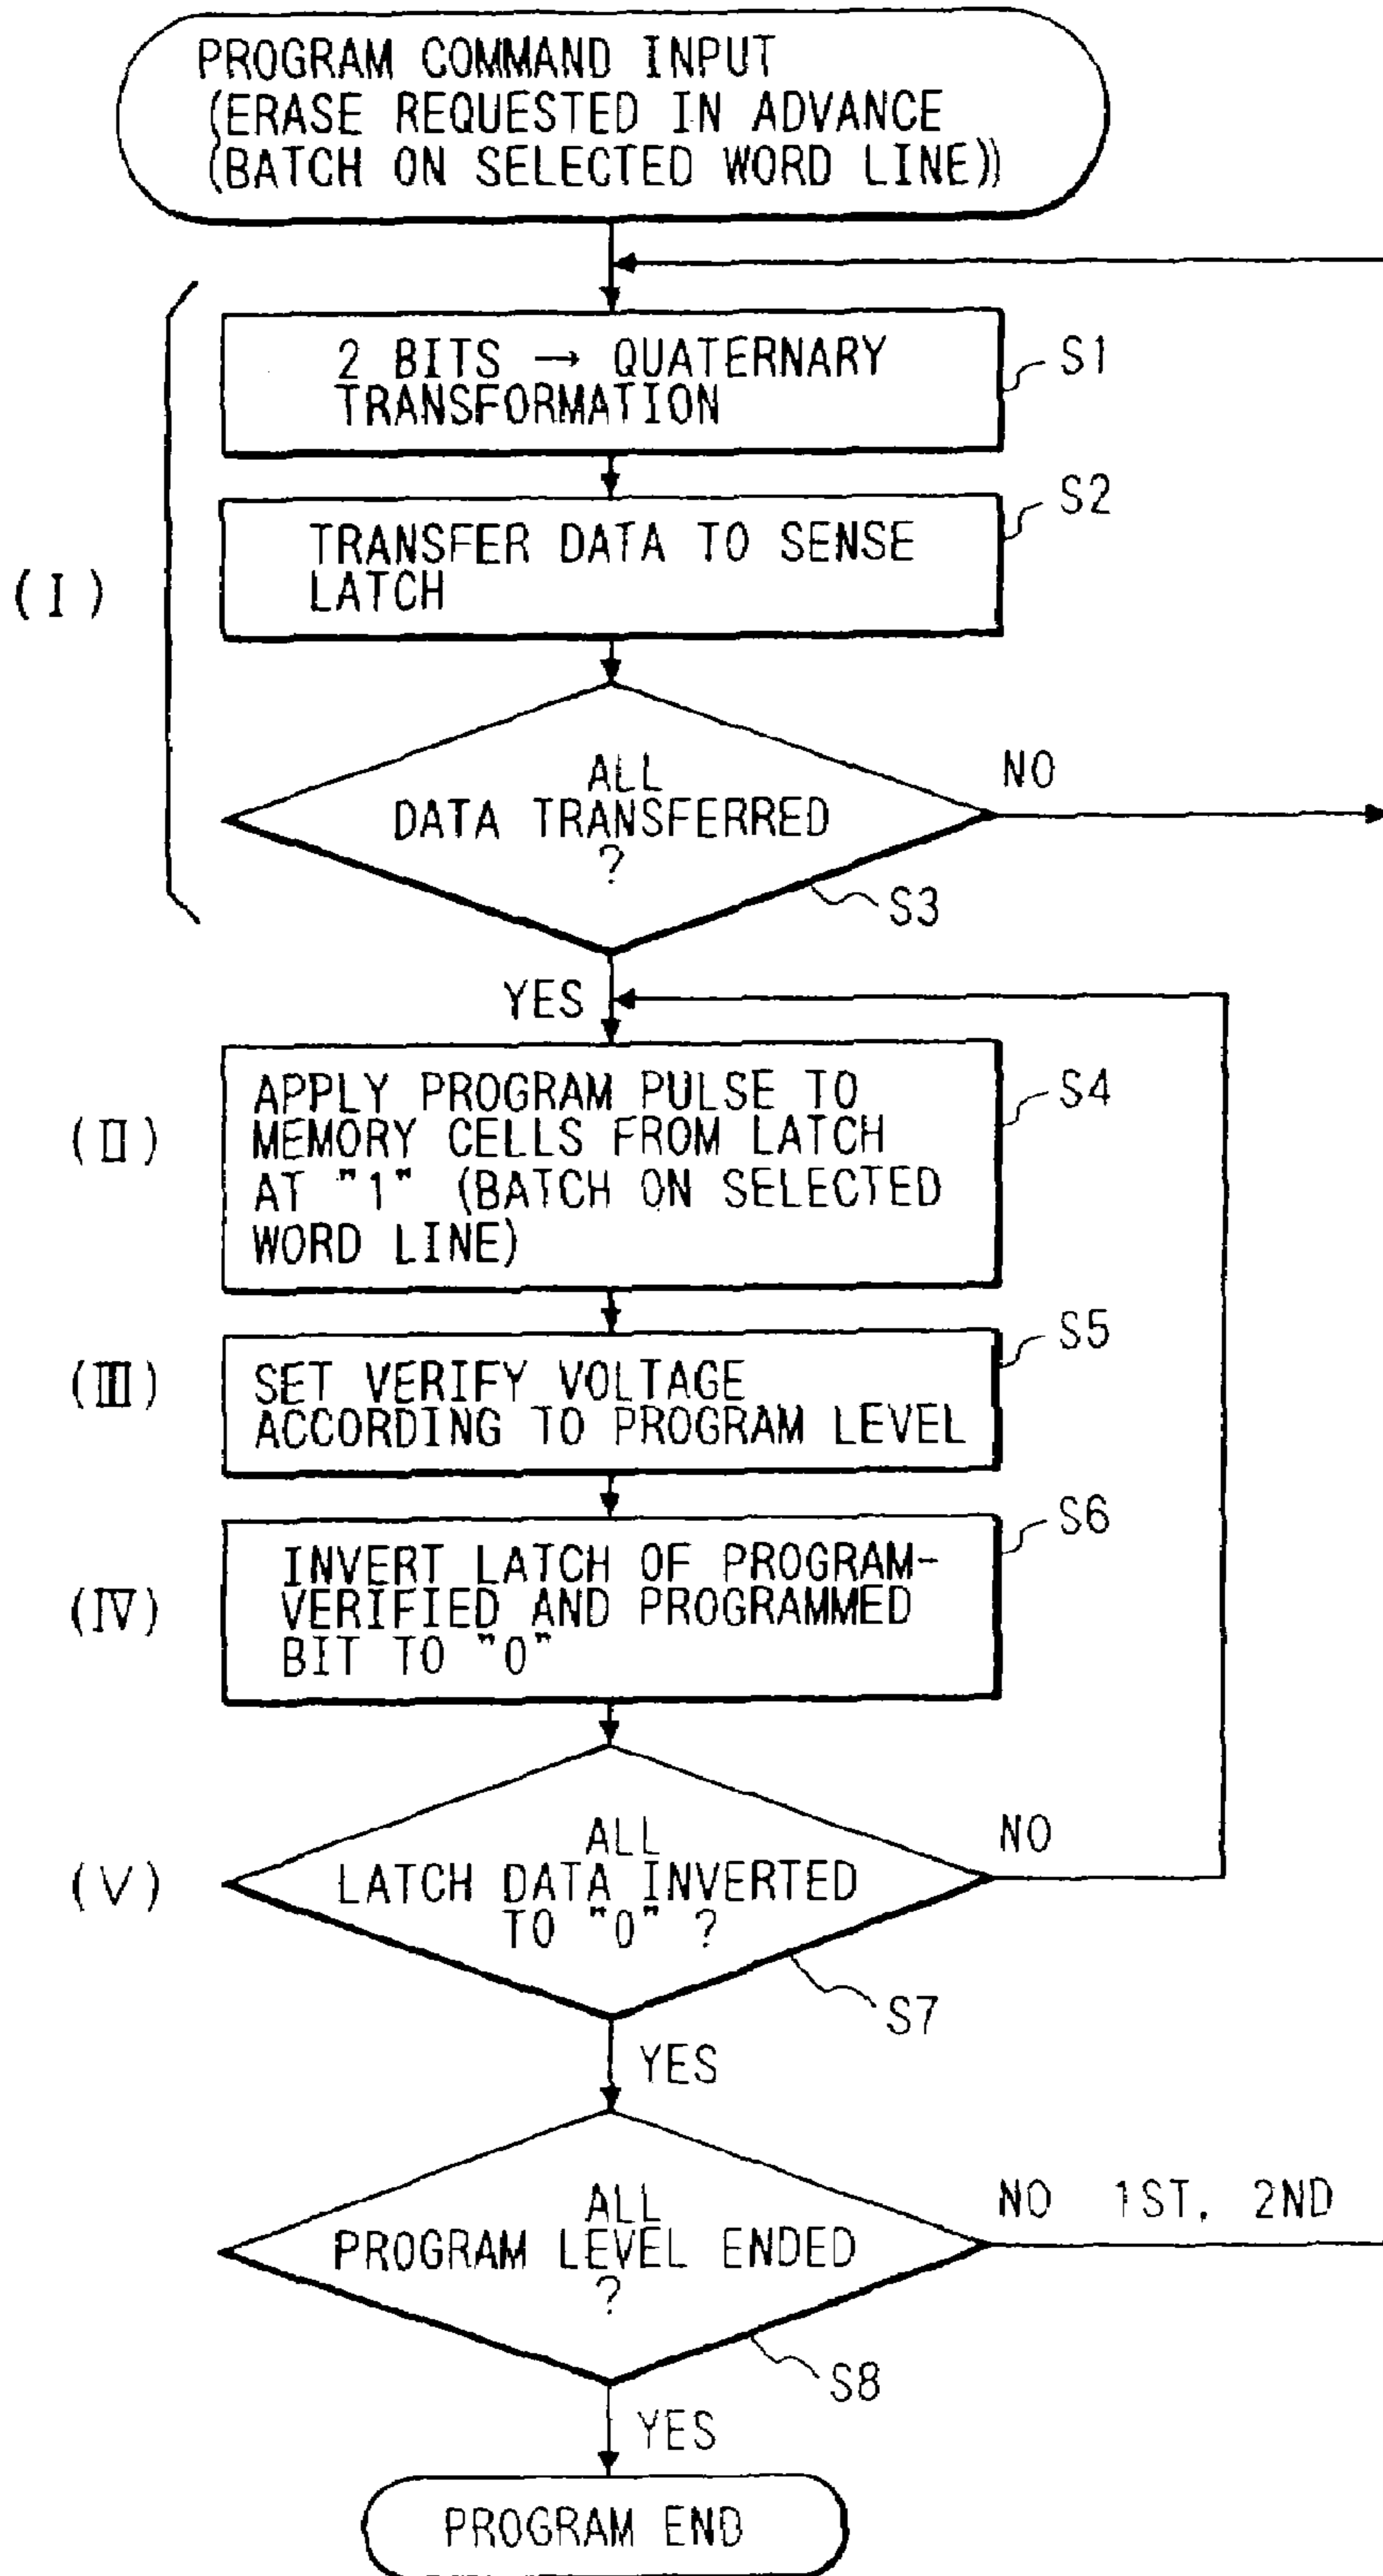 PROGRAM COMMAND INPUT
(ERASE REQUESTED IN ADVANCE
(BATCH ON SELECTED WORD LINE))
2 BITS → QUATERNARY
TRANSFORMATION
S1
TRANSFER DATA TO SENSE
LATCH
S2
(I)
ALL
DATA TRANSFERRED
?
NO
S3
YES
(II)
APPLY PROGRAM PULSE TO
MEMORY CELLS FROM LATCH
AT "1" (BATCH ON SELECTED
WORD LINE)
S4
(III)
SET VERIFY VOLTAGE
ACCORDING TO PROGRAM LEVEL
S5
(IV)
INVERT LATCH OF PROGRAM-
VERIFIED AND PROGRAMMED
BIT TO "0"
S6
(V)
ALL
LATCH DATA INVERTED
TO "0" ?
NO
S7
YES
ALL
PROGRAM LEVEL ENDED
?
NO 1ST, 2ND
S8
YES
PROGRAM END